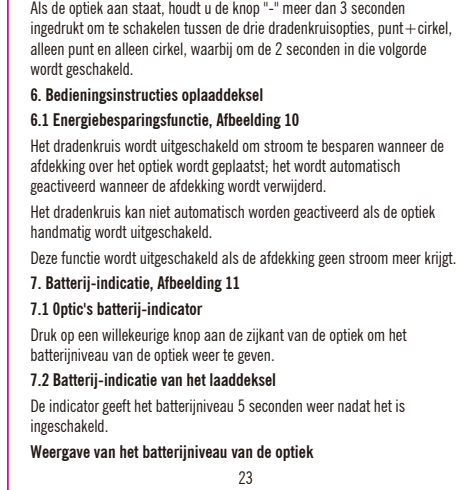 Als de optiek aan staat, houdt u de knop "-" meer dan 3 seconden
ingedrukt om te schakelen tussen de drie dradenkruisopties, punt+cirkel,
alleen punt en alleen cirkel, waarbij om de 2 seconden in die volgorde
wordt geschakeld.
6. Bedieningsinstructies oplaaddeksel
6.1 Energiebesparingsfunctie, Afbeelding 10
Het dradenkruis wordt uitgeschakeld om stroom te besparen wanneer de
afdekking over het optiek wordt geplaatst; het wordt automatisch
geactiveerd wanneer de afdekking wordt verwijderd.
Het dradenkruis kan niet automatisch worden geactiveerd als de optiek
handmatig wordt uitgeschakeld.
Deze functie wordt uitgeschakeld als de afdekking geen stroom meer krijgt.
7. Batterij-indicatie, Afbeelding 11
7.1 Optic's batterij-indicator
Druk op een willekeurige knop aan de zijkant van de optiek om het
batterijniveau van de optiek weer te geven.
7.2 Batterij-indicatie van het laaddeksel
De indicator geeft het batterijniveau 5 seconden weer nadat het is
ingeschakeld.
Weergave van het batterijniveau van de optiek
23